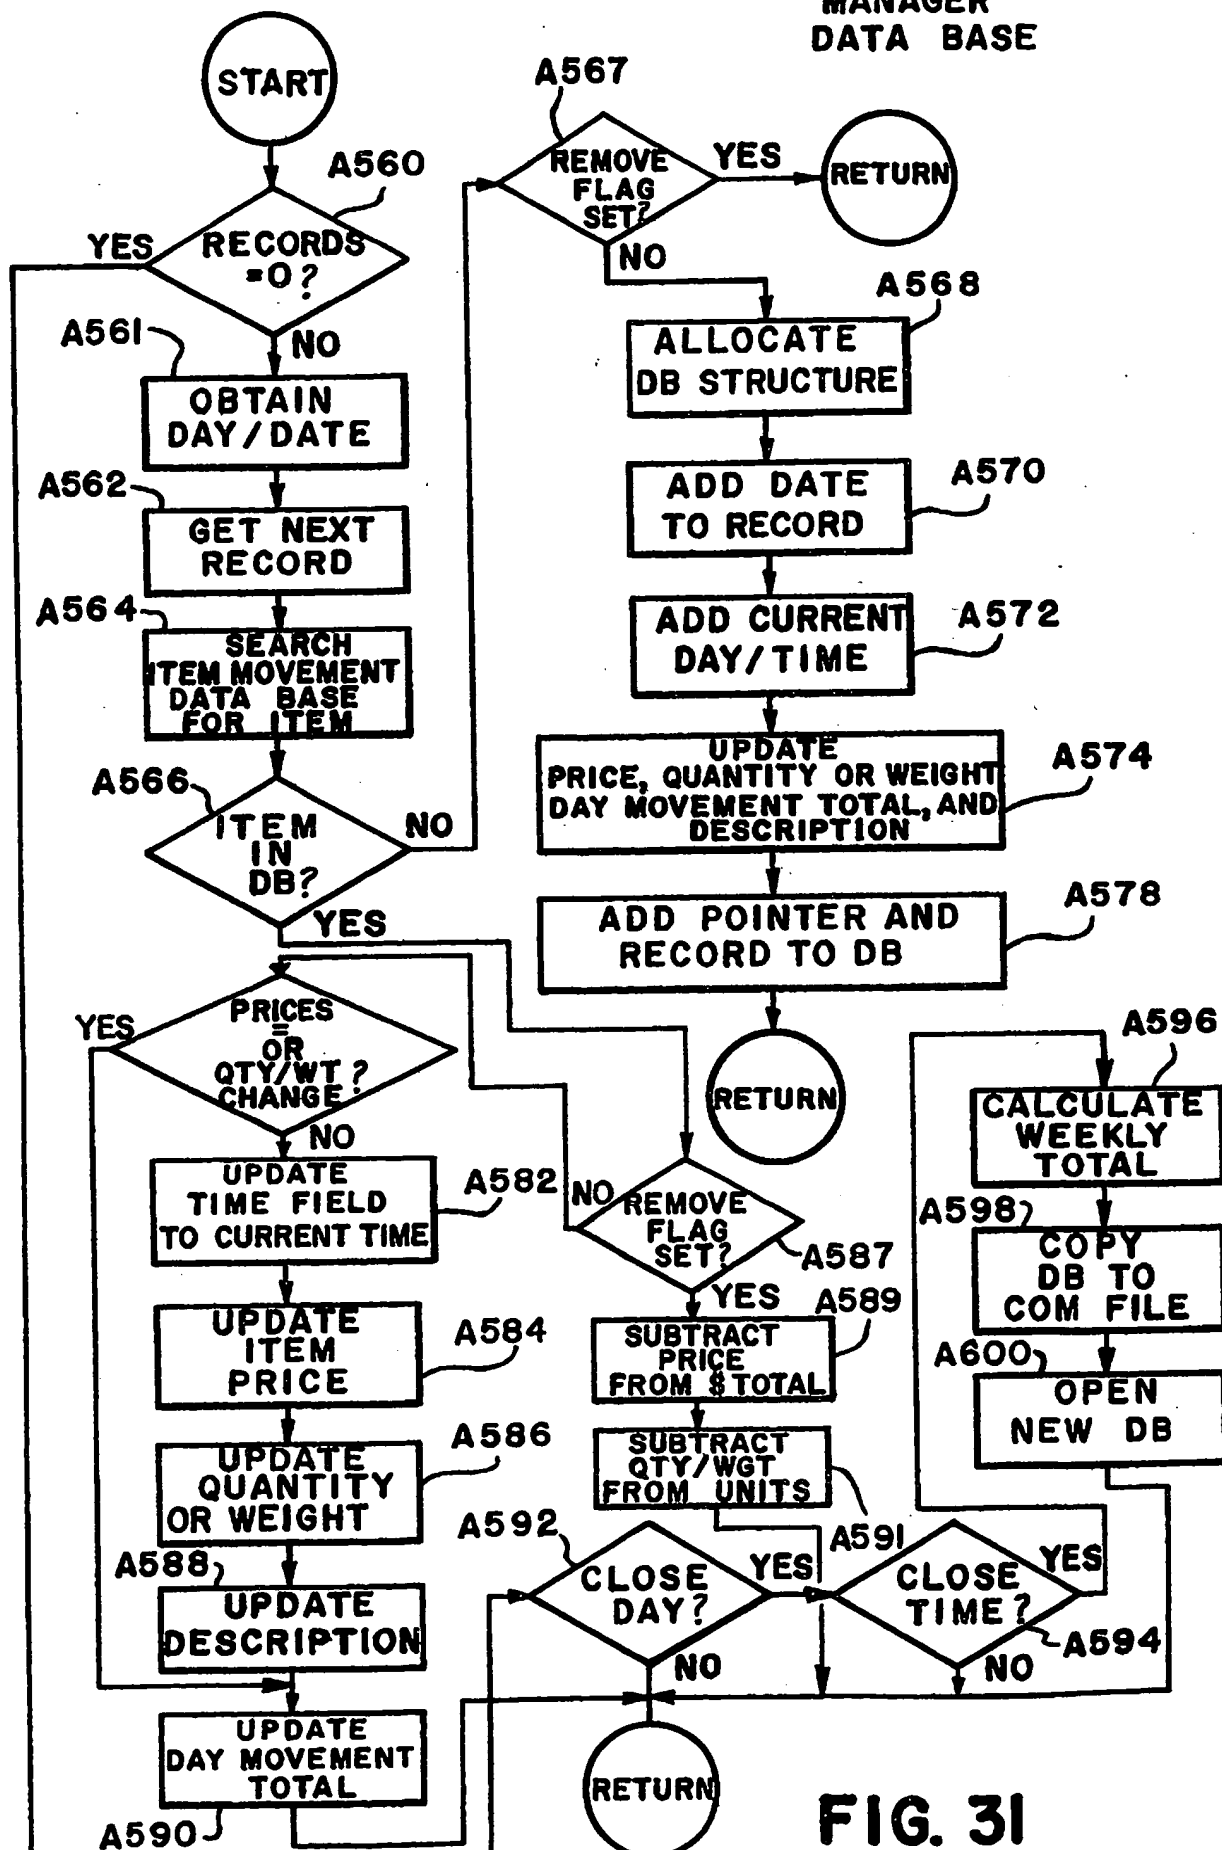 MANAGER
DATA BASE
START
A560
RECORDS
=0?
YES
NO
A561
OBTAIN
DAY/DATE
A562
GET NEXT
RECORD
A564
SEARCH
ITEM MOVEMENT
DATA BASE
FOR ITEM
A566
ITEM
IN
DB?
NO
YES
A567
REMOVE
FLAG
SET?
YES
RETURN
NO
A568
ALLOCATE
DB STRUCTURE
A570
ADD DATE
TO RECORD
A572
ADD CURRENT
DAY/TIME
A574
UPDATE
PRICE, QUANTITY OR WEIGHT
DAY MOVEMENT TOTAL, AND
DESCRIPTION
A578
ADD POINTER AND
RECORD TO DB
RETURN
YES
PRICES
=
OR
QTY/WT?
CHANGE?
NO
A582
UPDATE
TIME FIELD
TO CURRENT TIME
A584
UPDATE
ITEM
PRICE
A586
UPDATE
QUANTITY
OR WEIGHT
A588
UPDATE
DESCRIPTION
UPDATE
DAY MOVEMENT
TOTAL
A590
NO
REMOVE
FLAG
SET?
A587
YES
A589
SUBTRACT
PRICE
FROM $ TOTAL
SUBTRACT
QTY/WGT
FROM UNITS
A591
A592
CLOSE
DAY?
YES
NO
CLOSE
TIME?
YES
A594
NO
A596
CALCULATE
WEEKLY
TOTAL
A598
COPY
DB TO
COM FILE
A600
OPEN
NEW DB
RETURN
FIG. 31